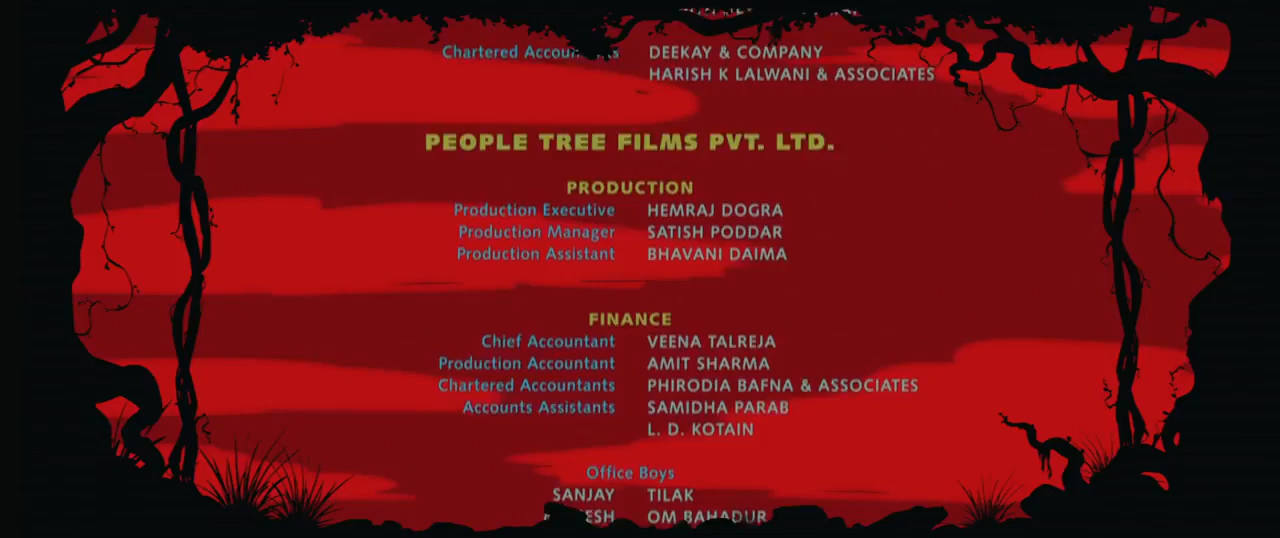 Chartered DEEKAY & COMPANY
HARISH K LALWANI & ASSOCIATES
PEOPLE TREE FILMS PVT. LTD.
PRODUCTION
Production Executive HEMRAJ DOGRA
Production Manager SATISH PODDAR
Production Assistant BHAVANI DAIMA
FINANCE
Chief Accountant VEENA TALREJA
Production Accountant AMIT SHARMA
Chartered Accountants PHIRODIA BAFNA & ASSOCIATES
Accounts Assistants SAMIDHA PARAB
L. D. KOTAIN
Office Boys
SANJAY TILAK
OM BAHADUR